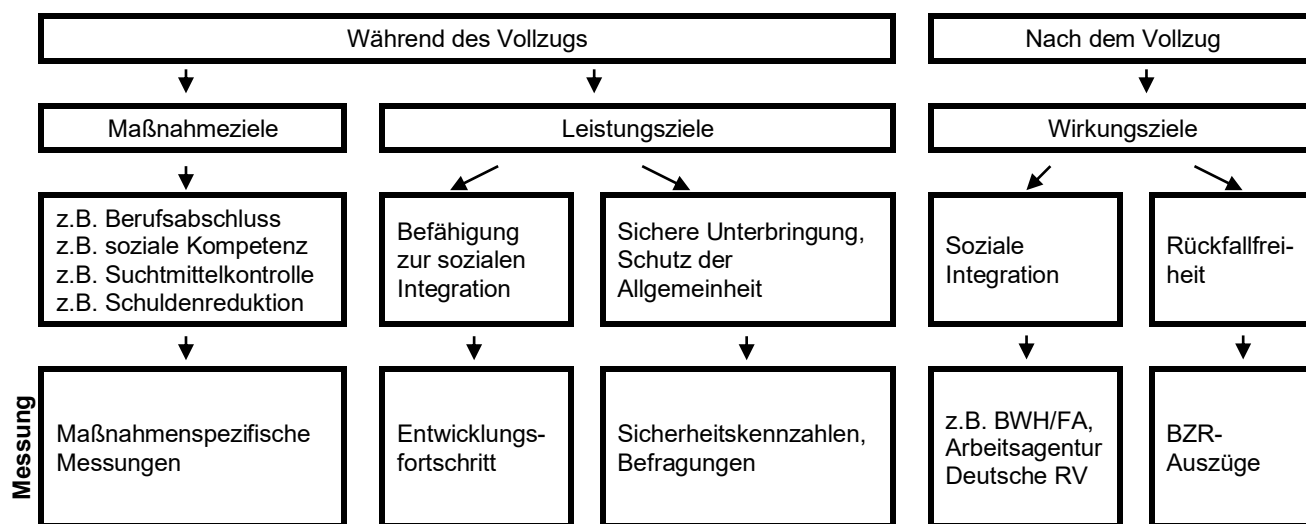 Während des Vollzugs
Nach dem Vollzug
Maßnahmeziele
Leistungsziele
Wirkungsziele
z.B. Berufsabschluss
z.B. soziale Kompetenz
z.B. Suchtmittelkontrolle
z.B. Schuldenreduktion
Befähigung
zur sozialen
Integration
Sichere Unterbringung,
Schutz der
Allgemeinheit
Soziale
Integration
Rückfallfrei-
heit
Messung
Maßnahmenspezifische
Messungen
Entwicklungs-
fortschritt
Sicherheitskennzahlen,
Befragungen
z.B. BWH/FA,
Arbeitsagentur
Deutsche RV
BZR-
Auszüge